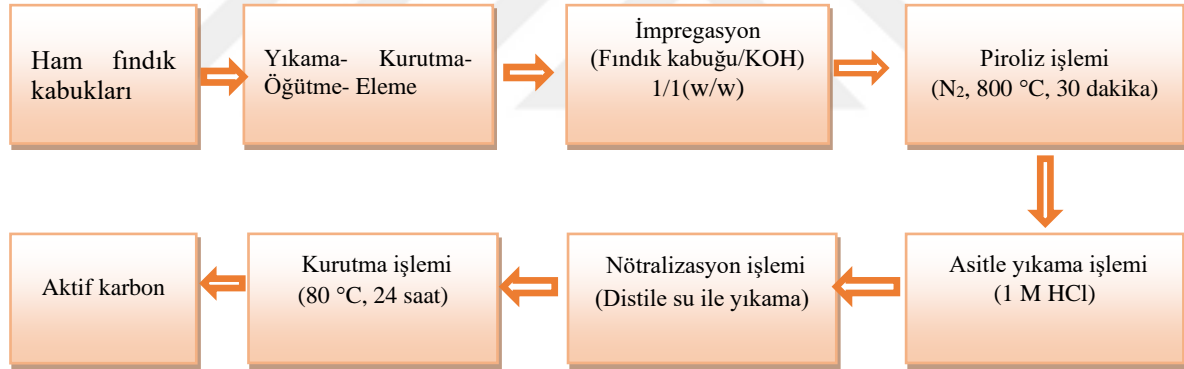 Ham fındık
kabukları
Yıkama- Kurutma-
Öğütme- Eleme
İmpregasyon
(Fındık kabuğu/KOH)
1/1(w/w)
Piroliz işlemi
(N₂, 800 °C, 30 dakika)
Asitle yıkama işlemi
(1 M HCl)
Nötralizasyon işlemi
(Distile su ile yıkama)
Kurutma işlemi
(80 °C, 24 saat)
Aktif karbon